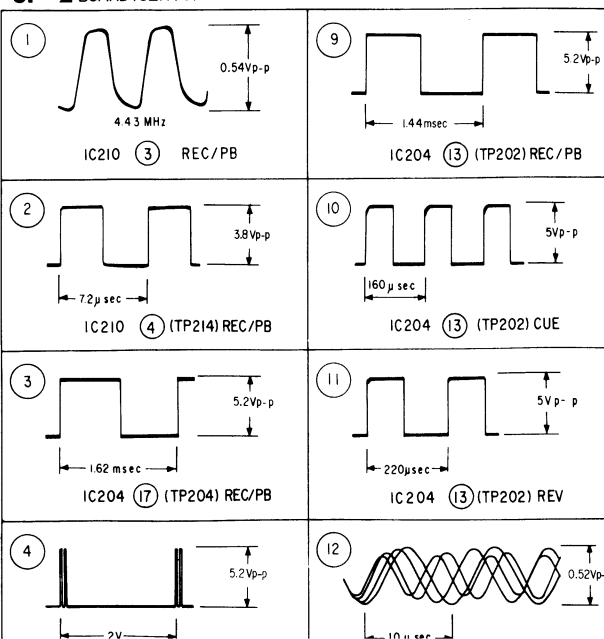 1
0.54Vp-p
4.43 MHz
IC210 3 REC/PB
2
3.8Vp-p
7.2μ sec
IC210 4 (TP214) REC/PB
3
5.2Vp-p
1.62 msec
IC204 17 (TP204) REC/PB
4
5.2Vp-p
2V
9
5.2Vp-p
1.44msec
IC204 13 (TP202) REC/PB
10
5Vp-p
160μ sec
IC204 13 (TP202) CUE
11
5Vp-p
220μsec
IC204 13 (TP202) REV
12
0.52Vp-
10 μ sec